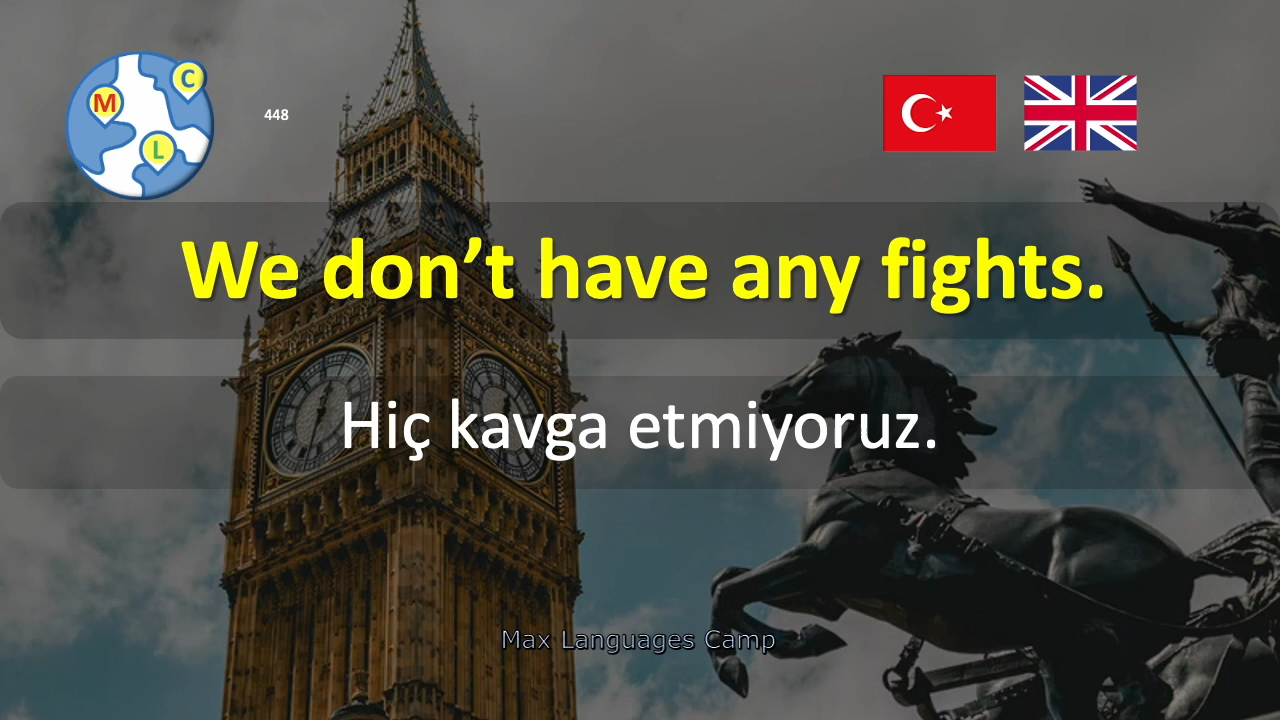 C
M
L
448
We don’t have any fights.
Hiç kavga etmiyoruz.
Max Languages Camp